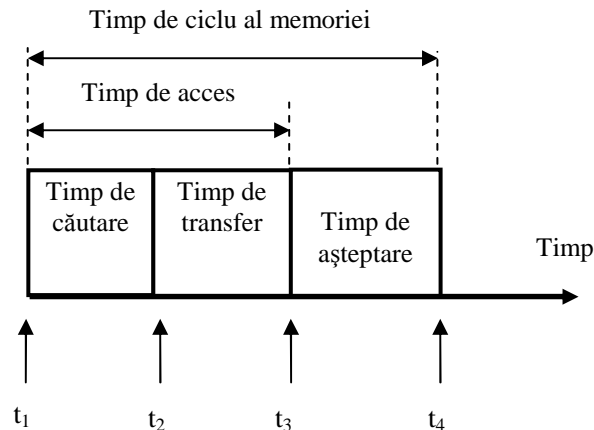 Timp de ciclu al memoriei
Timp de acces
Timp de
căutare
Timp de
transfer
Timp de
aşteptare
Timp
t1
t2
t3
t4